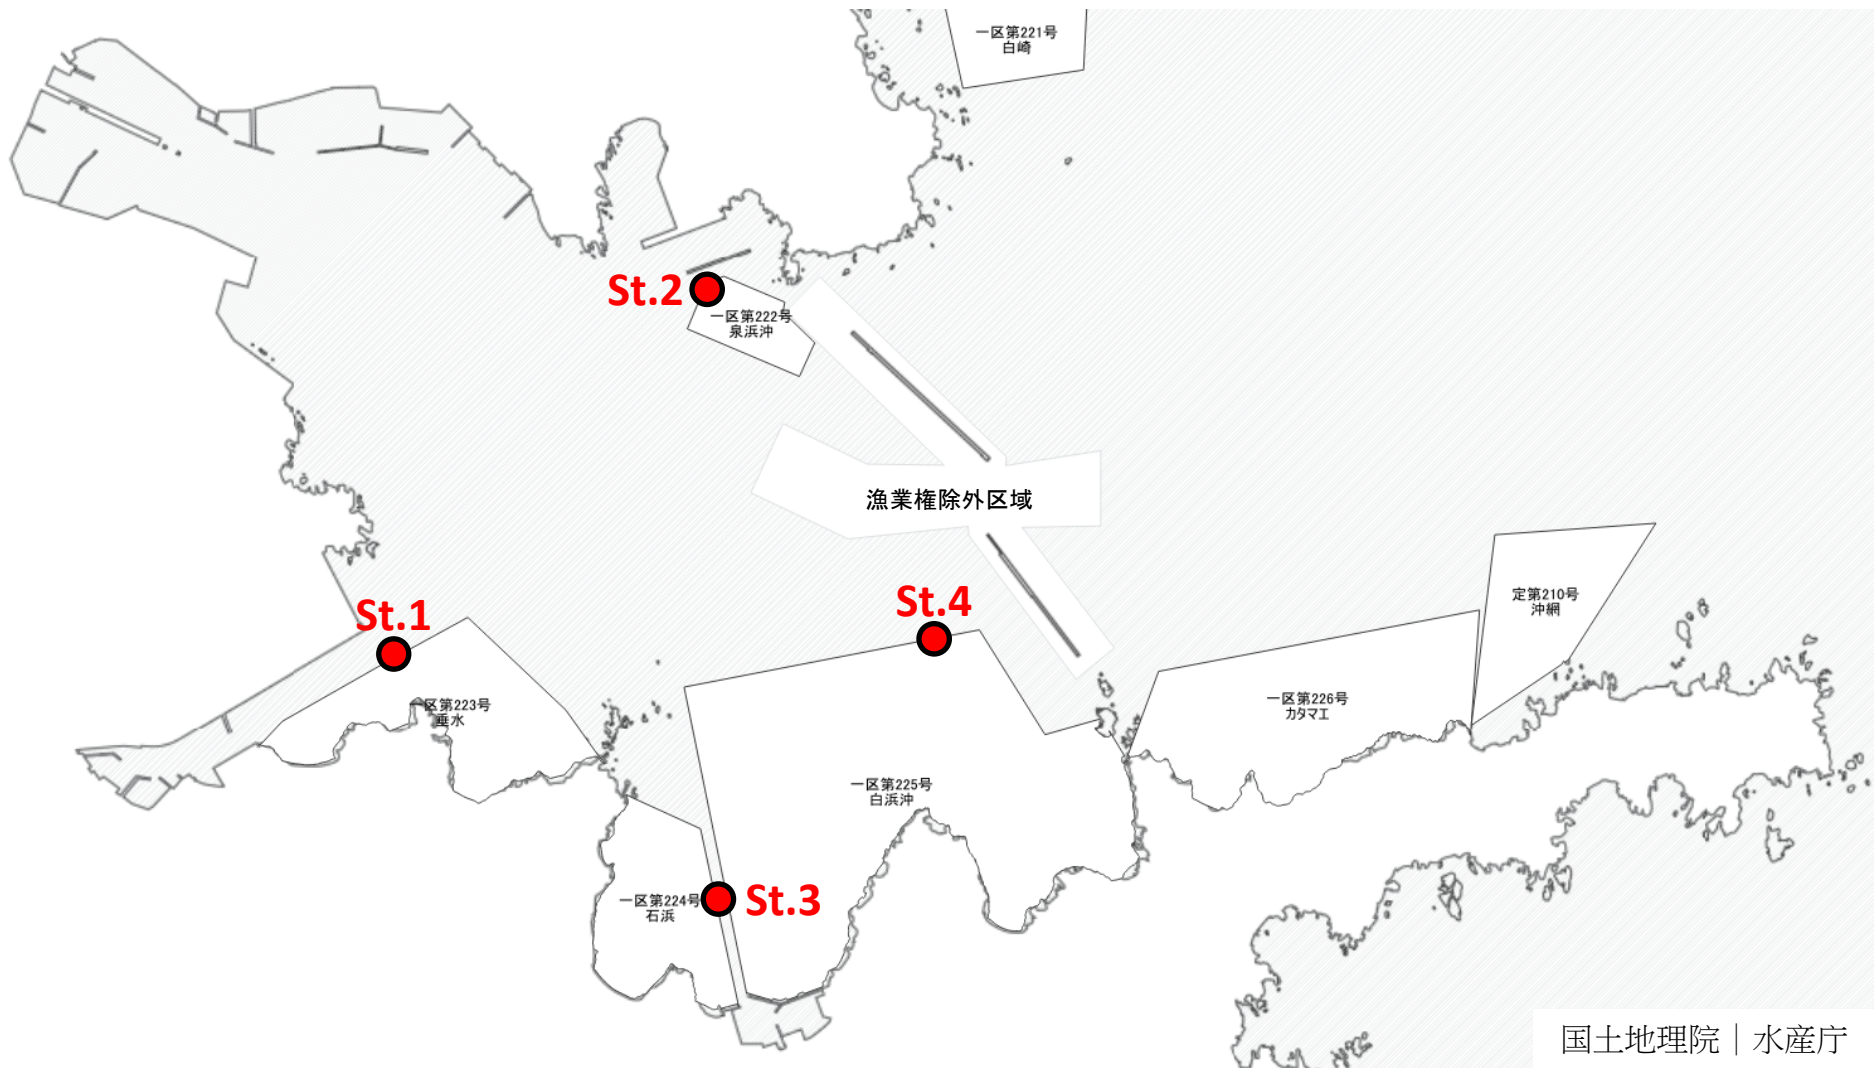 一区第221号
白崎
St.2
一区第222号
泉浜沖
漁業権除外区域
St.1
St.4
定第210号
沖網
一区第223号
垂水
一区第226号
カタマエ
一区第225号
白浜沖
一区第224号
石浜
St.3
国土地理院｜水産庁